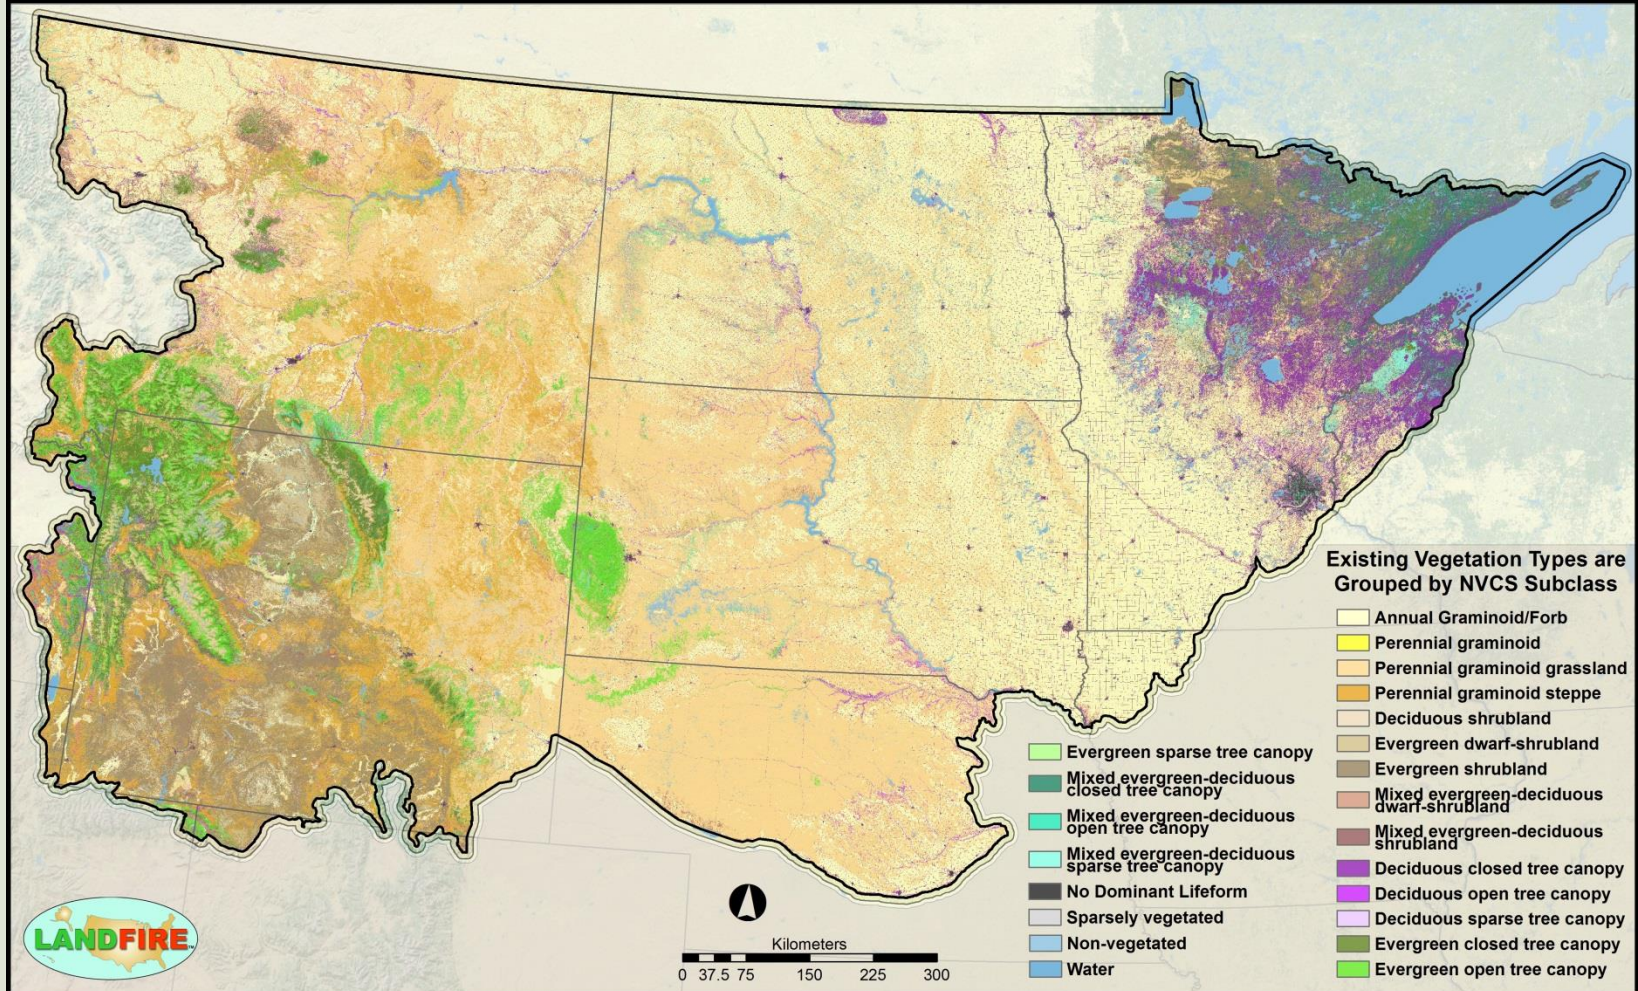 Existing Vegetation Types are
Grouped by NVCS Subclass
Annual Graminoid/Forb
Perennial graminoid
Perennial graminoid grassland
Perennial graminoid steppe
Deciduous shrubland
Evergreen dwarf-shrubland
Evergreen shrubland
Mixed evergreen-deciduous
dwarf-shrubland
Mixed evergreen-deciduous
shrubland
Deciduous closed tree canopy
Deciduous open tree canopy
Deciduous sparse tree canopy
Evergreen closed tree canopy
Evergreen open tree canopy
Evergreen sparse tree canopy
Mixed evergreen-deciduous
closed tree canopy
Mixed evergreen-deciduous
open tree canopy
Mixed evergreen-deciduous
sparse tree canopy
No Dominant Lifeform
Sparsely vegetated
Non-vegetated
Water
Kilometers
0 37.5 75 150 225 300
LANDFIRE